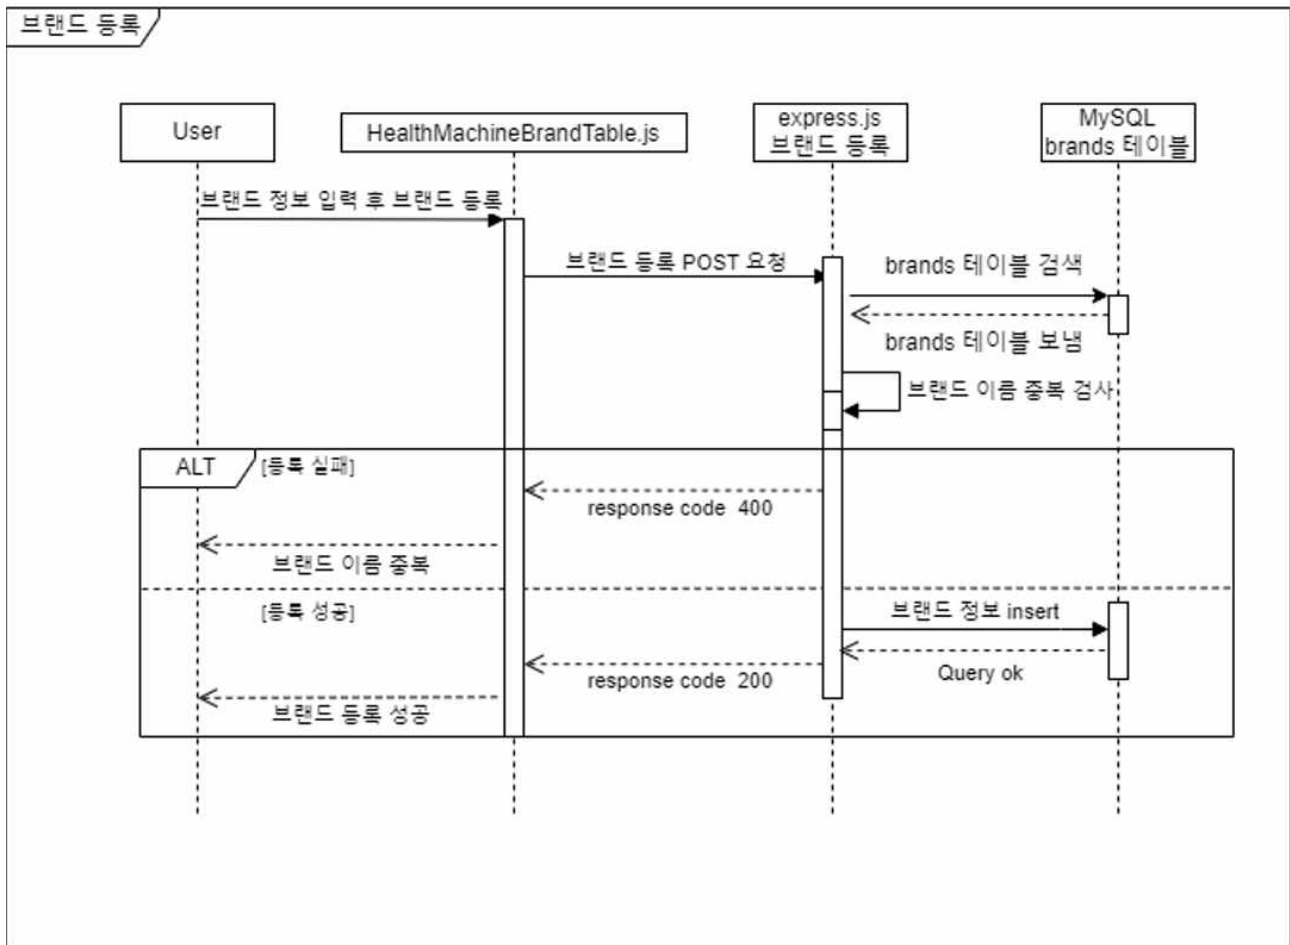 브랜드 등록
User
HealthMachineBrandTable.js
express.js
브랜드 등록
MySQL
brands 테이블
브랜드 정보 입력 후 브랜드 등록
브랜드 등록 POST 요청
brands 테이블 검색
brands 테이블 보냄
브랜드 이름 중복 검사
ALT
[등록 실패]
response code 400
브랜드 이름 중복
[등록 성공]
브랜드 정보 insert
Query ok
response code 200
브랜드 등록 성공